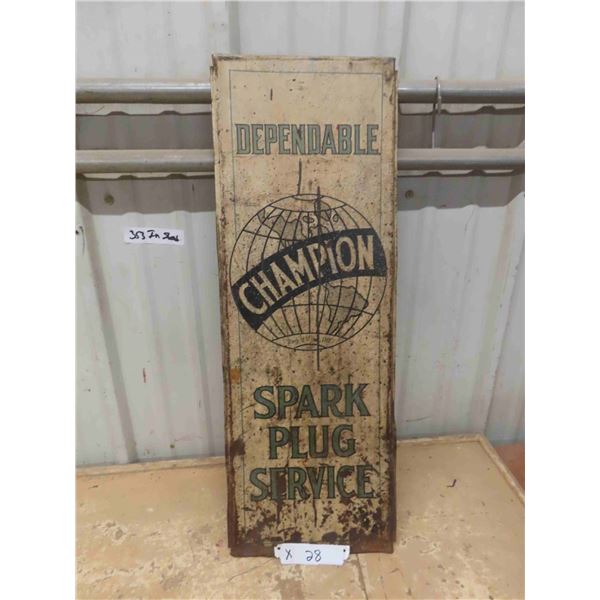 DEPENDABLE
CHAMPION
SPARK
PLUG
SERVICE
X 28